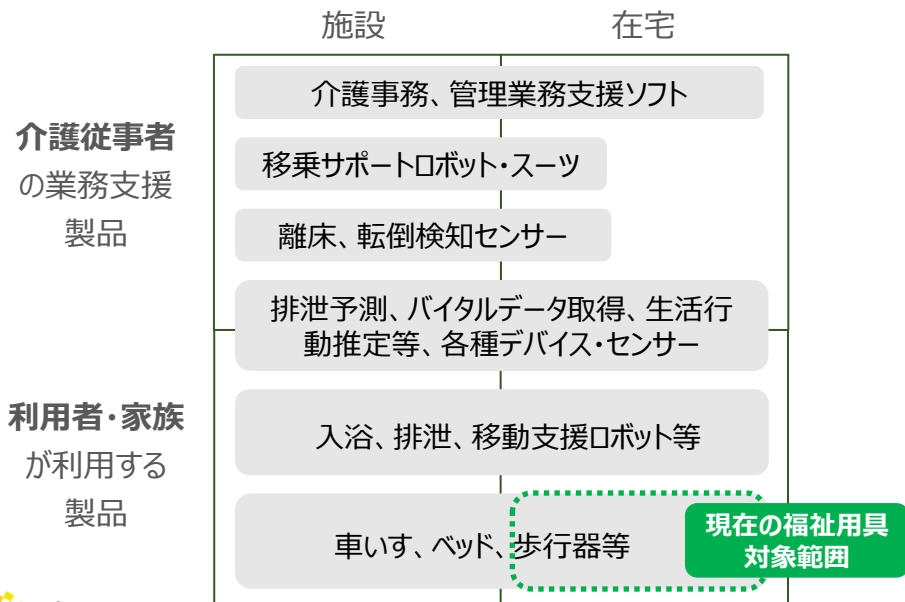 施設
在宅
介護従事者
の業務支援
製品
介護事務、管理業務支援ソフト
移乗サポートロボット・スーツ
離床、転倒検知センサー
排泄予測、バイタルデータ取得、生活行
動推定等、各種デバイス・センサー
利用者・家族
が利用する
製品
入浴、排泄、移動支援ロボット等
車いす、ベッド、歩行器等
現在の福祉用具
対象範囲